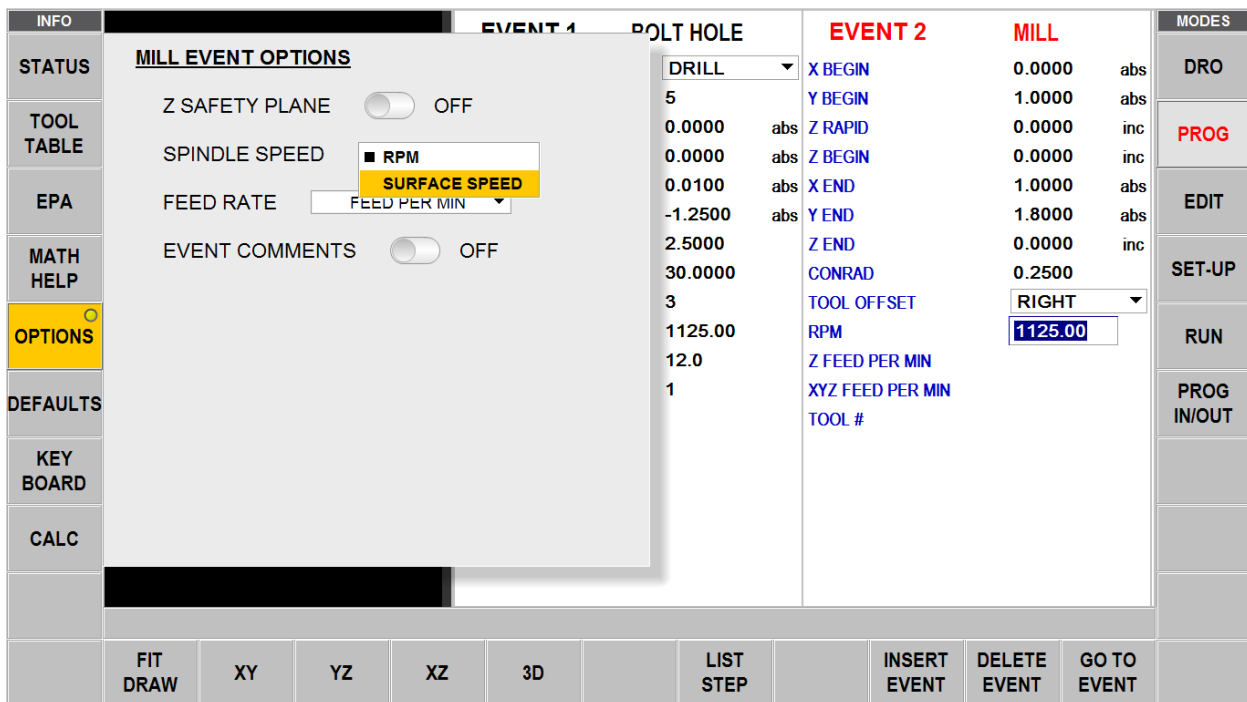 INFO
STATUS
TOOL
TABLE
EPA
MATH
HELP
OPTIONS
DEFAULTS
KEY
BOARD
CALC
MILL EVENT OPTIONS
Z SAFETY PLANE OFF
SPINDLE SPEED
RPM
SURFACE SPEED
FEED RATE FEED PER MIN
EVENT COMMENTS OFF
EVENT 1 BOLT HOLE
DRILL
5
0.0000 abs
0.0000 abs
0.0100 abs
-1.2500 abs
2.5000
30.0000
3
1125.00
12.0
1
EVENT 2 MILL
X BEGIN 0.0000 abs
Y BEGIN 1.0000 abs
Z RAPID 0.0000 inc
Z BEGIN 0.0000 inc
X END 1.0000 abs
Y END 1.8000 abs
Z END 0.0000 inc
CONRAD 0.2500
TOOL OFFSET RIGHT
RPM 1125.00
Z FEED PER MIN
XYZ FEED PER MIN
TOOL #
MODES
DRO
PROG
EDIT
SET-UP
RUN
PROG
IN/OUT
FIT
DRAW
XY
YZ
XZ
3D
LIST
STEP
INSERT
EVENT
DELETE
EVENT
GO TO
EVENT